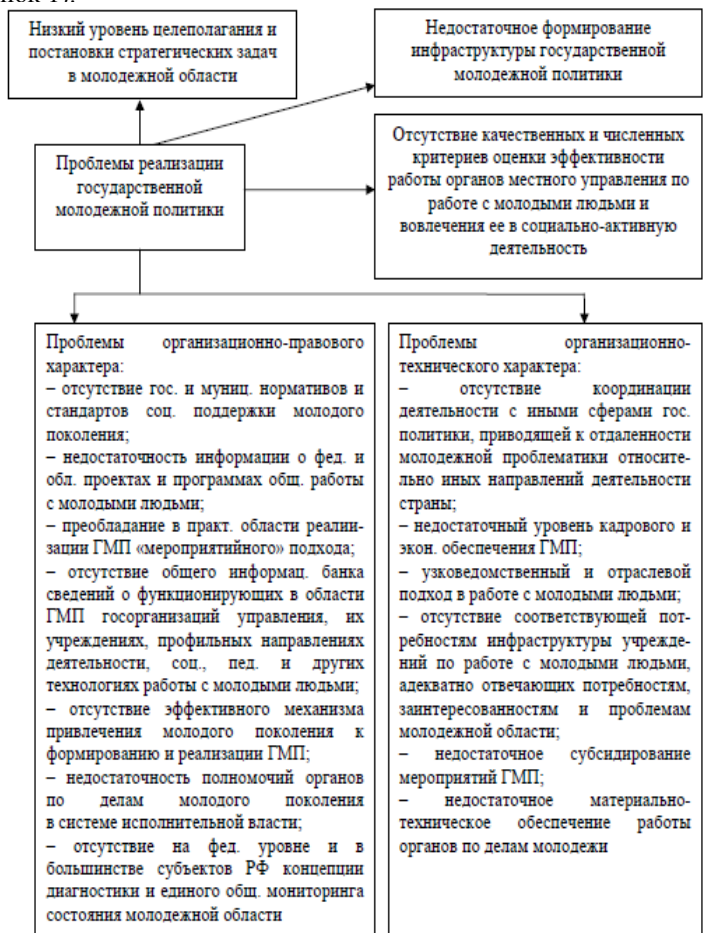 Низкий уровень целеполагания и
постановки стратегических задач
в молодежной области
Недостаточное формирование
инфраструктуры государственной
молодежной политики
Проблемы реализации
государственной
молодежной политики
Отсутствие качественных и численных
критериев оценки эффективности
работы органов местного управления по
работе с молодыми людьми и
вовлечения ее в социально-активную
деятельность
Проблемы организационно-правового
характера:
– отсутствие гос. и муниц. нормативов и
стандартов соц. поддержки молодого
поколения;
– недостаточность информации о фед. и
обл. проектах и программах общ. работы
с молодыми людьми;
– преобладание в практ. области реалии-
зации ГМП «мероприятийного» подхода;
– отсутствие общего информац. банка
сведений о функционирующих в области
ГМП госорганизаций управления, их
учреждениях, профильных направлениях
деятельности, соц., пед. и других
технологиях работы с молодыми людьми;
– отсутствие эффективного механизма
привлечения молодого поколения к
формированию и реализации ГМП;
– недостаточность полномочий органов
по делам молодого поколения
в системе исполнительной власти;
– отсутствие на фед. уровне и в
большинстве субъектов РФ концепции
диагностики и единого общ. мониторинга
состояния молодежной области
Проблемы организационно-
технического характера:
– отсутствие координации
деятельности с иными сферами гос.
политики, приводящей к отдаленности
молодежной проблематики относите-
льно иных направлений деятельности
страны;
– недостаточный уровень кадрового и
экон. обеспечения ГМП;
– узковедомственный и отраслевой
подход в работе с молодыми людьми;
– отсутствие соответствующей пот-
ребностям инфраструктуры учрежде-
ний по работе с молодыми людьми,
адекватно отвечающих потребностям,
заинтересованностям и проблемам
молодежной области;
– недостаточное субсидирование
мероприятий ГМП;
– недостаточное материально-
техническое обеспечение работы
органов по делам молодежи